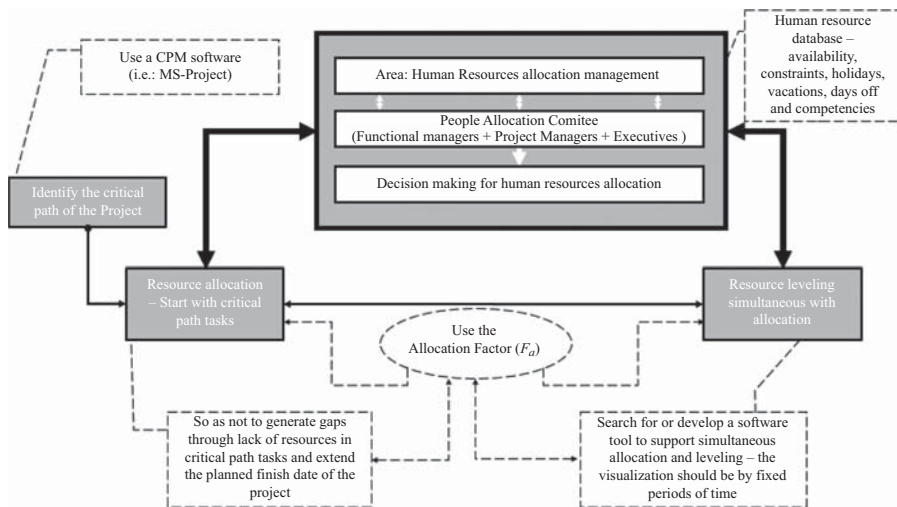 Use a CPM software
(i.e.: MS-Project)
Human resource
database –
availability,
constraints, holidays,
vacations, days off
and competencies
Area: Human Resources allocation management
People Allocation Comitee
(Functional managers + Project Managers + Executives )
Decision making for human resources allocation
Identify the critical
path of the Project
Resource allocation
– Start with critical
path tasks
Resource leveling
simultaneous with
allocation
Use the
Allocation Factor (Fa)
So as not to generate gaps
through lack of resources in
critical path tasks and extend
the planned finish date of the
project
Search for or develop a software
tool to support simultaneous
allocation and leveling – the
visualization should be by fixed
periods of time